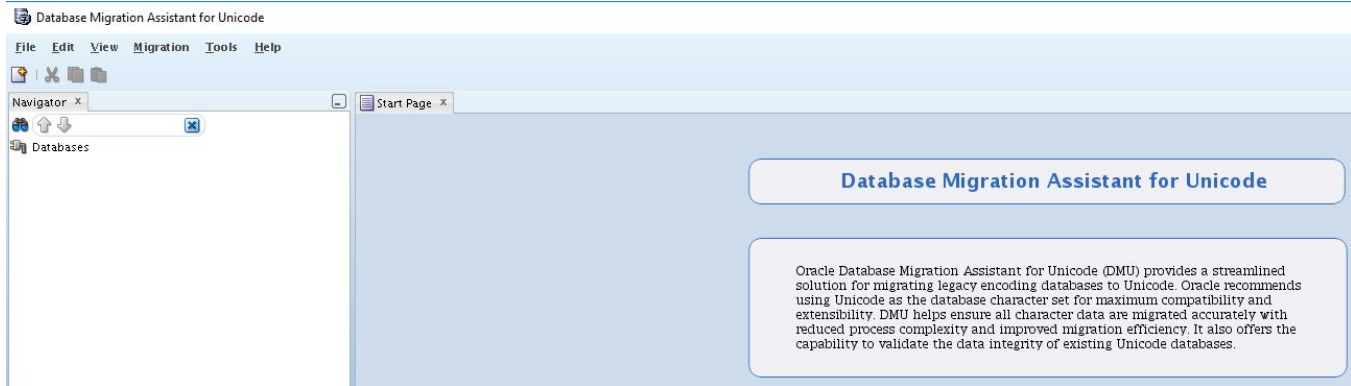 Database Migration Assistant for Unicode
File Edit View Migration Tools Help
Navigator x
Start Page x
Databases
Database Migration Assistant for Unicode
Oracle Database Migration Assistant for Unicode (DMU) provides a streamlined
solution for migrating legacy encoding databases to Unicode. Oracle recommends
using Unicode as the database character set for maximum compatibility and
extensibility. DMU helps ensure all character data are migrated accurately with
reduced process complexity and improved migration efficiency. It also offers the
capability to validate the data integrity of existing Unicode databases.